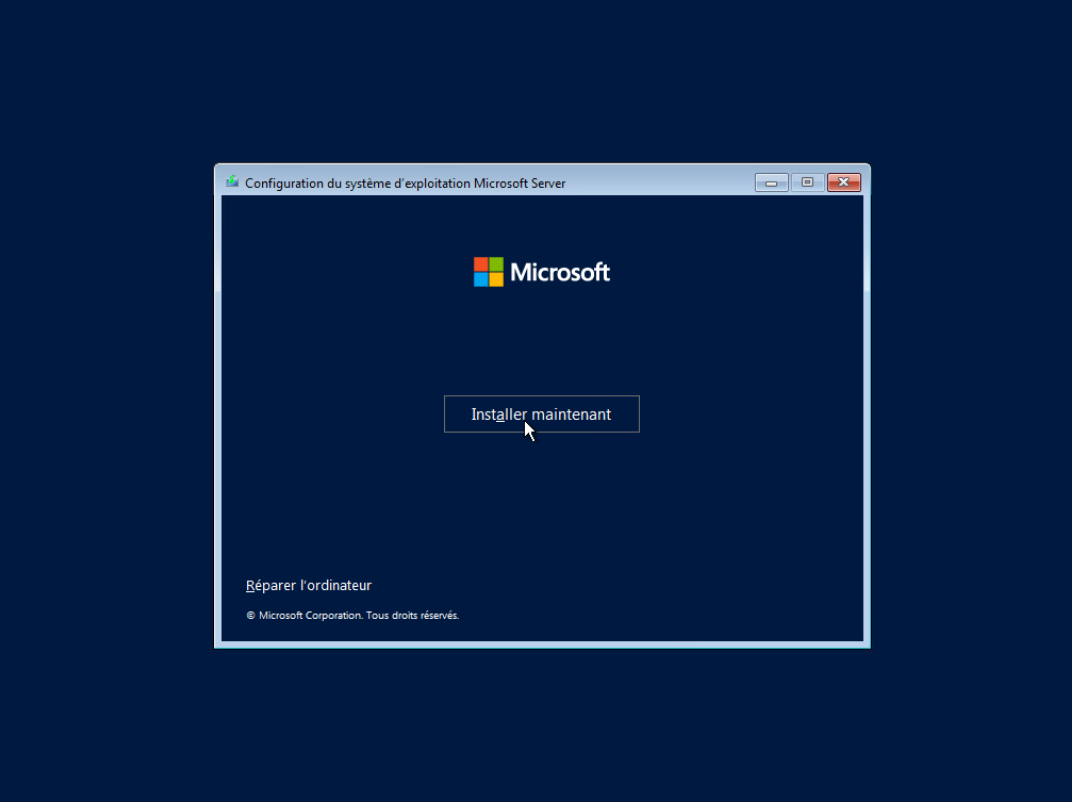 Configuration du système d'exploitation Microsoft Server
Microsoft
Installer maintenant
Réparer l'ordinateur
© Microsoft Corporation. Tous droits réservés.